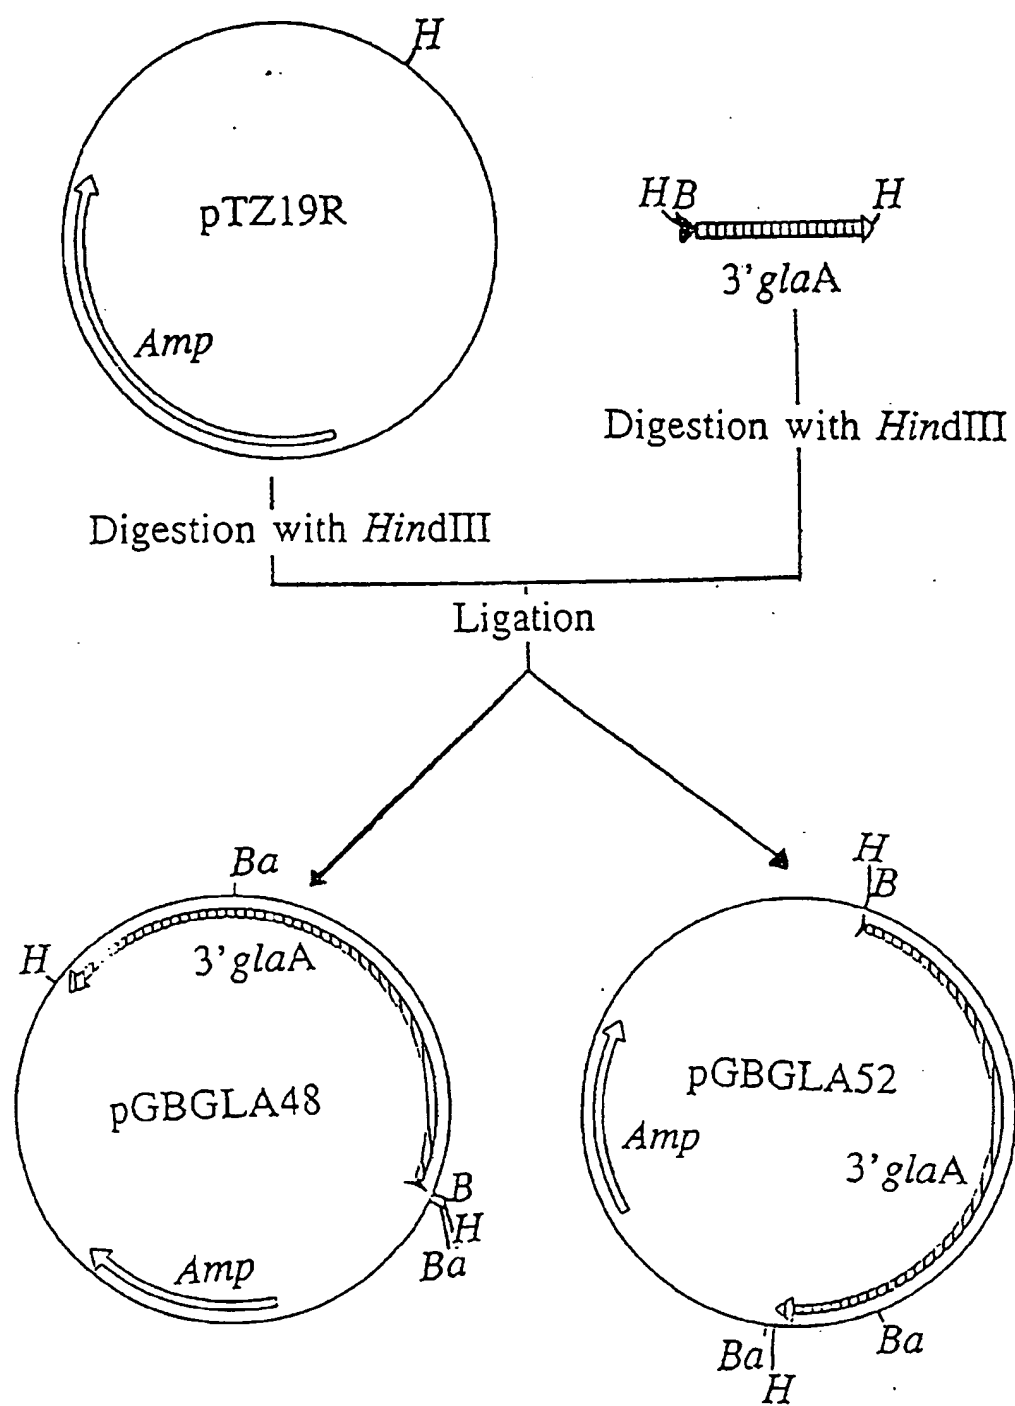 H
pTZ19R
Amp
H B
H
3'glaA
Digestion with HindIII
Digestion with HindIII
Ligation
Ba
H
3'glaA
pGBGLA48
B
H
Ba
Amp
H
B
pGBGLA52
Amp
3'glaA
Ba
Ba
H